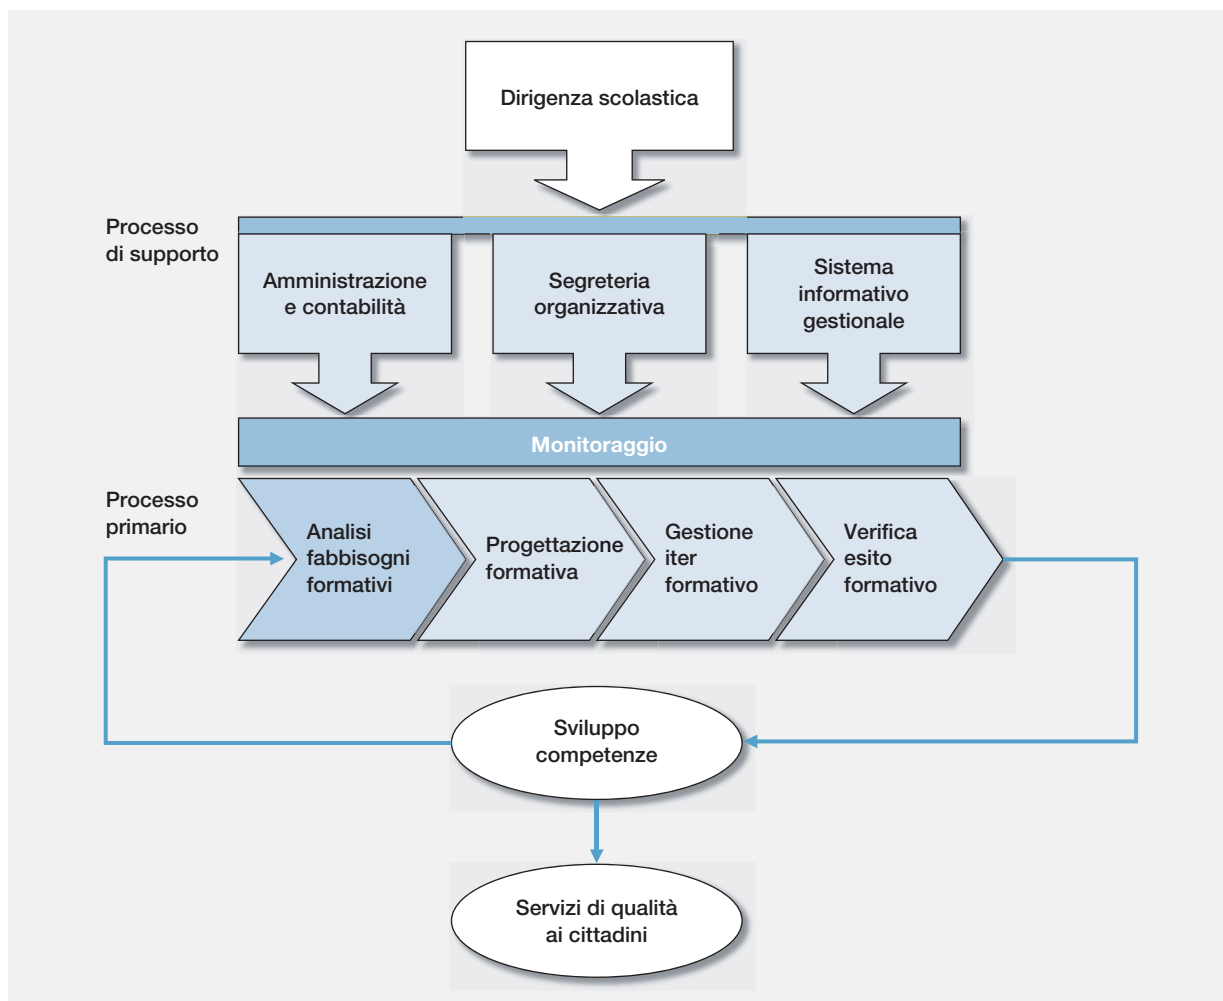 Dirigenza scolastica
Processo
di supporto
Amministrazione
e contabilità
Segreteria
organizzativa
Sistema
informativo
gestionale
Monitoraggio
Processo
primario
Analisi
fabbisogni
formativi
Progettazione
formativa
Gestione
iter
formativo
Verifica
esito
formativo
Sviluppo
competenze
Servizi di qualità
ai cittadini